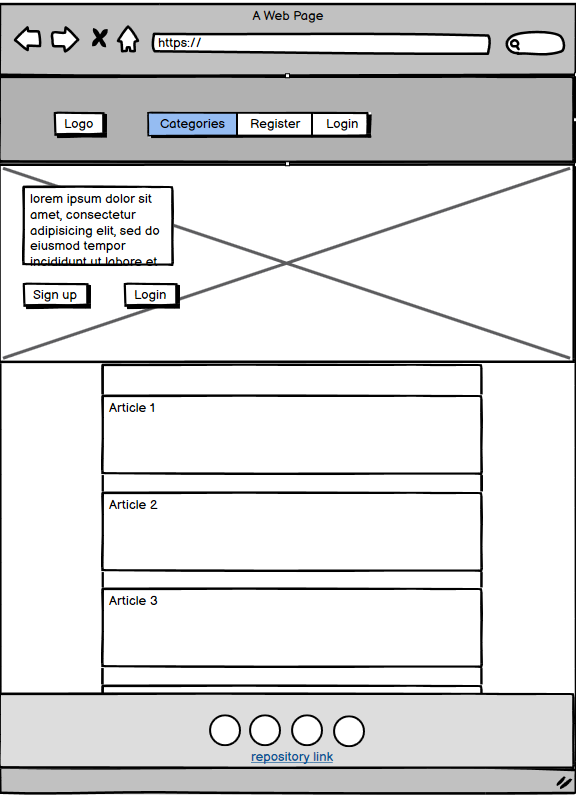 A Web Page
https://
Logo
Categories
Register
Login
lorem ipsum dolor sit
amet, consectetur
adipisicing elit, sed do
eiusmod tempor
incididunt ut labore et
Sign up
Login
Article 1
Article 2
Article 3
repository link